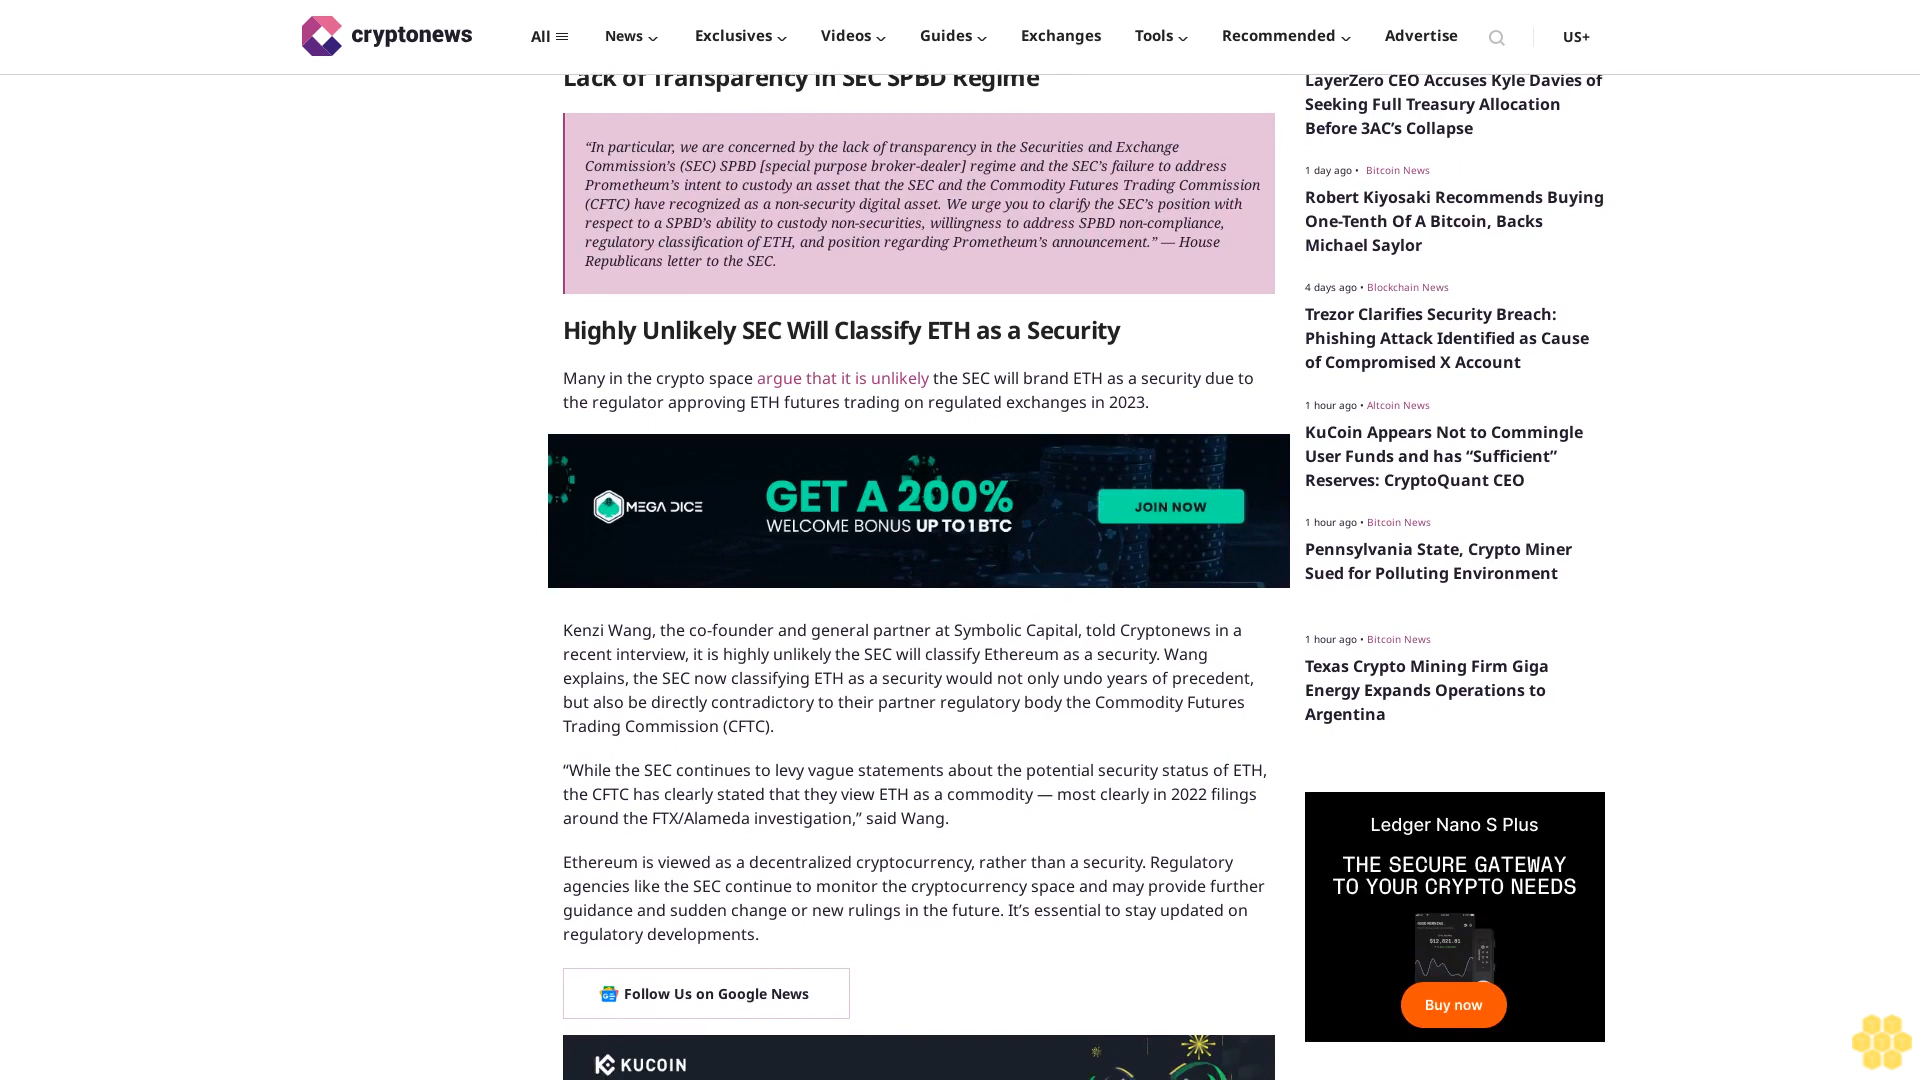 cryptonews
All
News
Exclusives
Videos
Guides
Exchanges
Tools
Recommended
Advertise
US+
Lack of Transparency in SEC SPBD Regime
“In particular, we are concerned by the lack of transparency in the Securities and Exchange
Commission’s (SEC) SPBD [special purpose broker-dealer] regime and the SEC’s failure to address
Prometheum’s intent to custody an asset that the SEC and the Commodity Futures Trading Commission
(CFTC) have recognized as a non-security digital asset. We urge you to clarify the SEC’s position with
respect to a SPBD’s ability to custody non-securities, willingness to address SPBD non-compliance,
regulatory classification of ETH, and position regarding Prometheum’s announcement.” — House
Republicans letter to the SEC.
Highly Unlikely SEC Will Classify ETH as a Security
Many in the crypto space argue that it is unlikely the SEC will brand ETH as a security due to
the regulator approving ETH futures trading on regulated exchanges in 2023.
MEGA DICE
GET A 200%
WELCOME BONUS UP TO 1 BTC
JOIN NOW
Kenzi Wang, the co-founder and general partner at Symbolic Capital, told Cryptonews in a
recent interview, it is highly unlikely the SEC will classify Ethereum as a security. Wang
explains, the SEC now classifying ETH as a security would not only undo years of precedent,
but also be directly contradictory to their partner regulatory body the Commodity Futures
Trading Commission (CFTC).
“While the SEC continues to levy vague statements about the potential security status of ETH,
the CFTC has clearly stated that they view ETH as a commodity — most clearly in 2022 filings
around the FTX/Alameda investigation,” said Wang.
Ethereum is viewed as a decentralized cryptocurrency, rather than a security. Regulatory
agencies like the SEC continue to monitor the cryptocurrency space and may provide further
guidance and sudden change or new rulings in the future. It’s essential to stay updated on
regulatory developments.
Follow Us on Google News
KUCOIN
LayerZero CEO Accuses Kyle Davies of
Seeking Full Treasury Allocation
Before 3AC’s Collapse
1 day ago • Bitcoin News
Robert Kiyosaki Recommends Buying
One-Tenth Of A Bitcoin, Backs
Michael Saylor
4 days ago • Blockchain News
Trezor Clarifies Security Breach:
Phishing Attack Identified as Cause
of Compromised X Account
1 hour ago • Altcoin News
KuCoin Appears Not to Commingle
User Funds and has “Sufficient”
Reserves: CryptoQuant CEO
1 hour ago • Bitcoin News
Pennsylvania State, Crypto Miner
Sued for Polluting Environment
1 hour ago • Bitcoin News
Texas Crypto Mining Firm Giga
Energy Expands Operations to
Argentina
Ledger Nano S Plus
THE SECURE GATEWAY
TO YOUR CRYPTO NEEDS
$12,821.81
Buy now